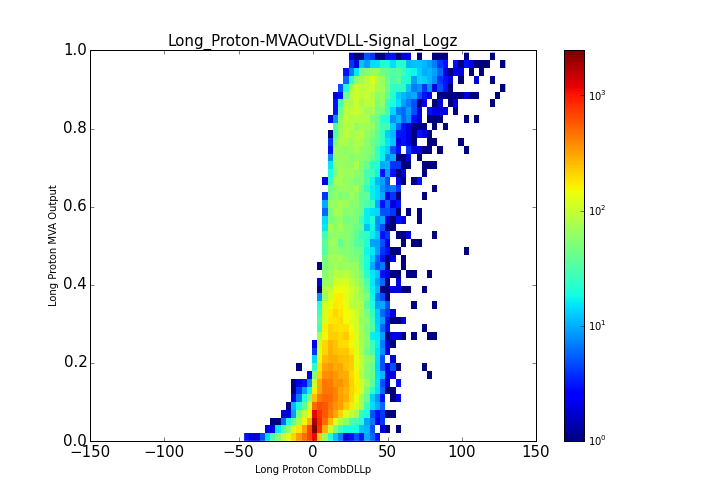 Long_Proton-MVAOutVDLL-Signal_Logz
1.0
0.8
0.6
0.4
0.2
0.0
Long Proton MVA Output
−150 −100 −50 0 50 100 150
Long Proton CombDLLp
10³
10²
10¹
10⁰